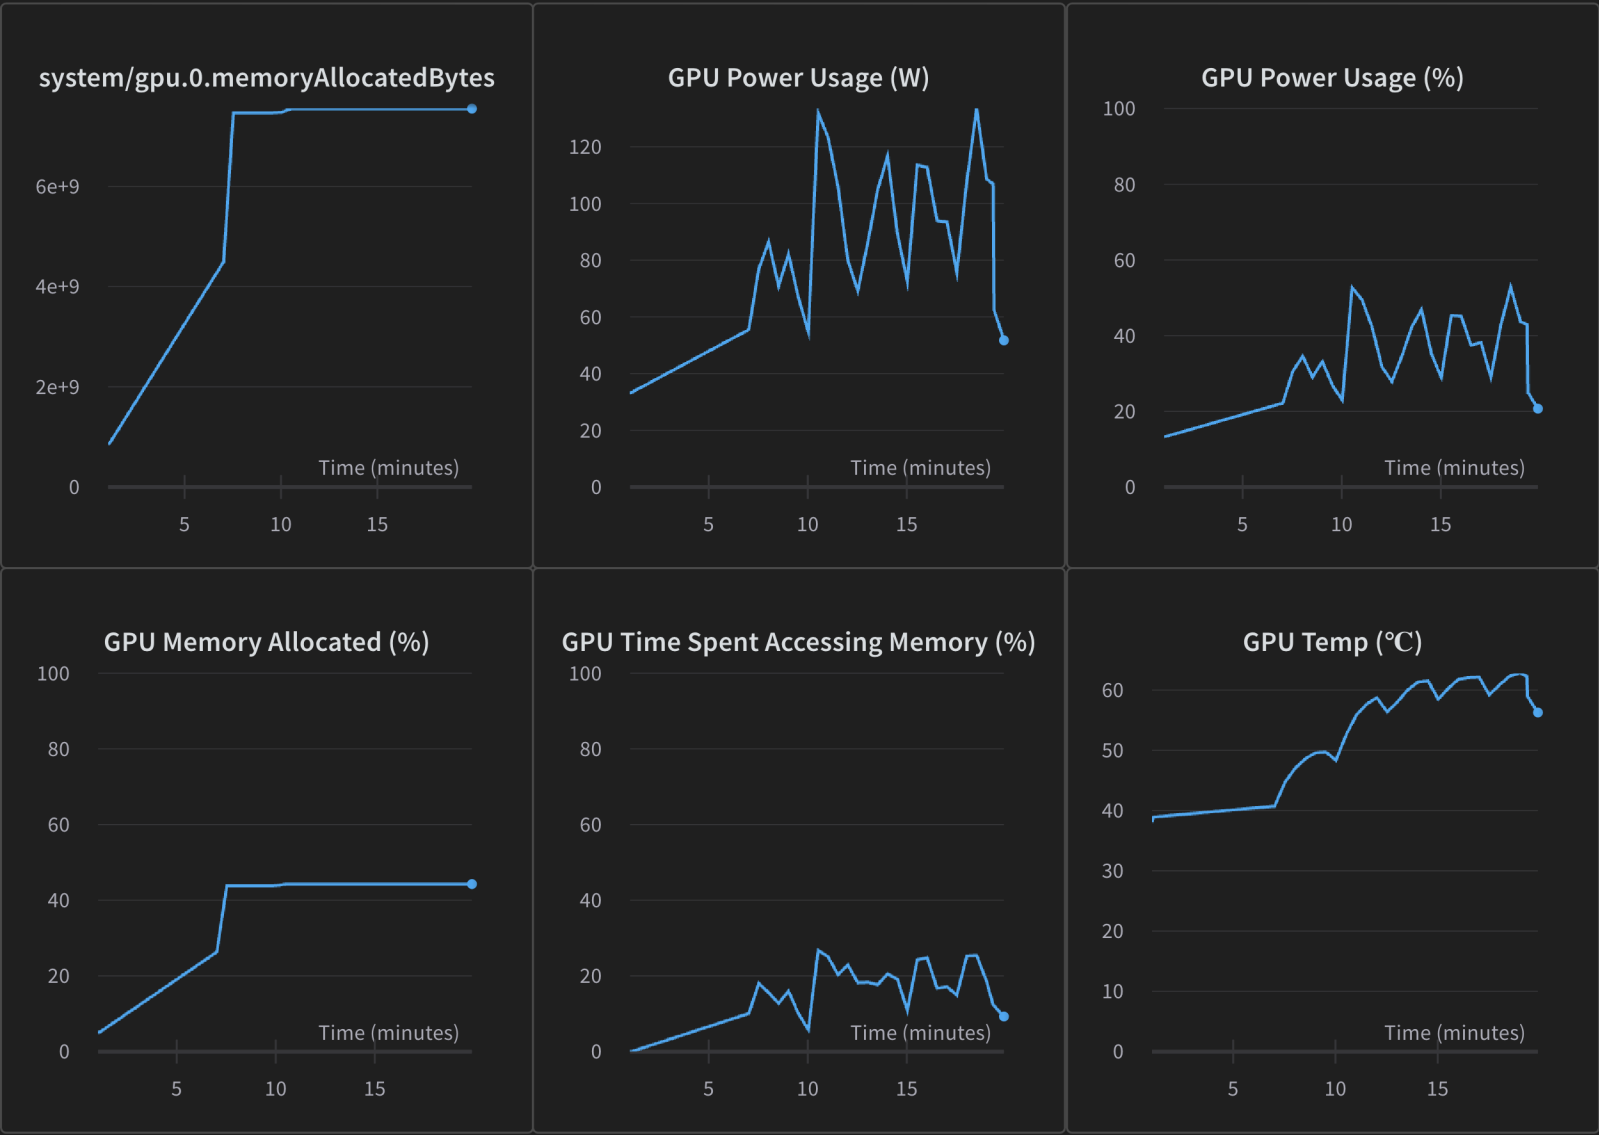 system/gpu.0.memoryAllocatedBytes
6e+9
4e+9
2e+9
0
Time (minutes)
5 10 15
GPU Power Usage (W)
120
100
80
60
40
20
0
Time (minutes)
5 10 15
GPU Power Usage (%)
100
80
60
40
20
0
Time (minutes)
5 10 15
GPU Memory Allocated (%)
100
80
60
40
20
0
Time (minutes)
5 10 15
GPU Time Spent Accessing Memory (%)
100
80
60
40
20
0
Time (minutes)
5 10 15
GPU Temp (℃)
60
50
40
30
20
10
0
Time (minutes)
5 10 15